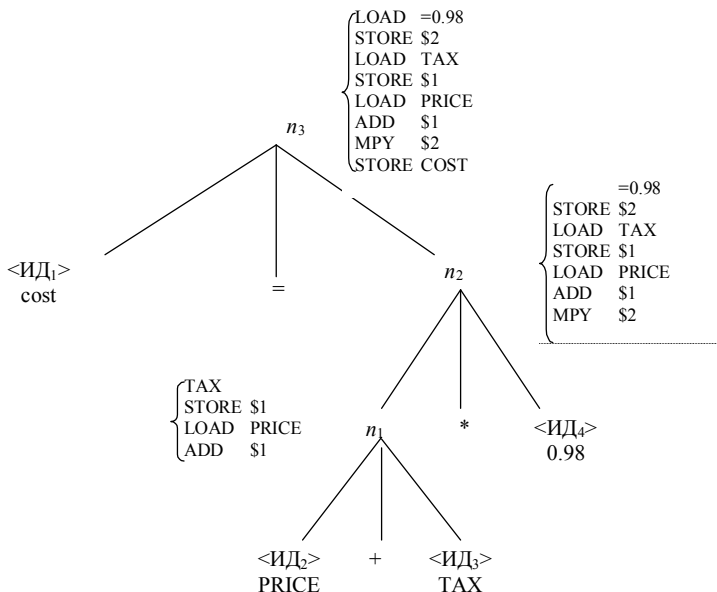 LOAD =0.98
STORE $2
LOAD TAX
STORE $1
LOAD PRICE
ADD $1
MPY $2
STORE COST
n3
=0.98
STORE $2
LOAD TAX
STORE $1
LOAD PRICE
ADD $1
MPY $2
<ИД1>
cost
=
n2
TAX
STORE $1
LOAD PRICE
ADD $1
n1
*
<ИД4>
0.98
<ИД2> + <ИД3>
PRICE TAX